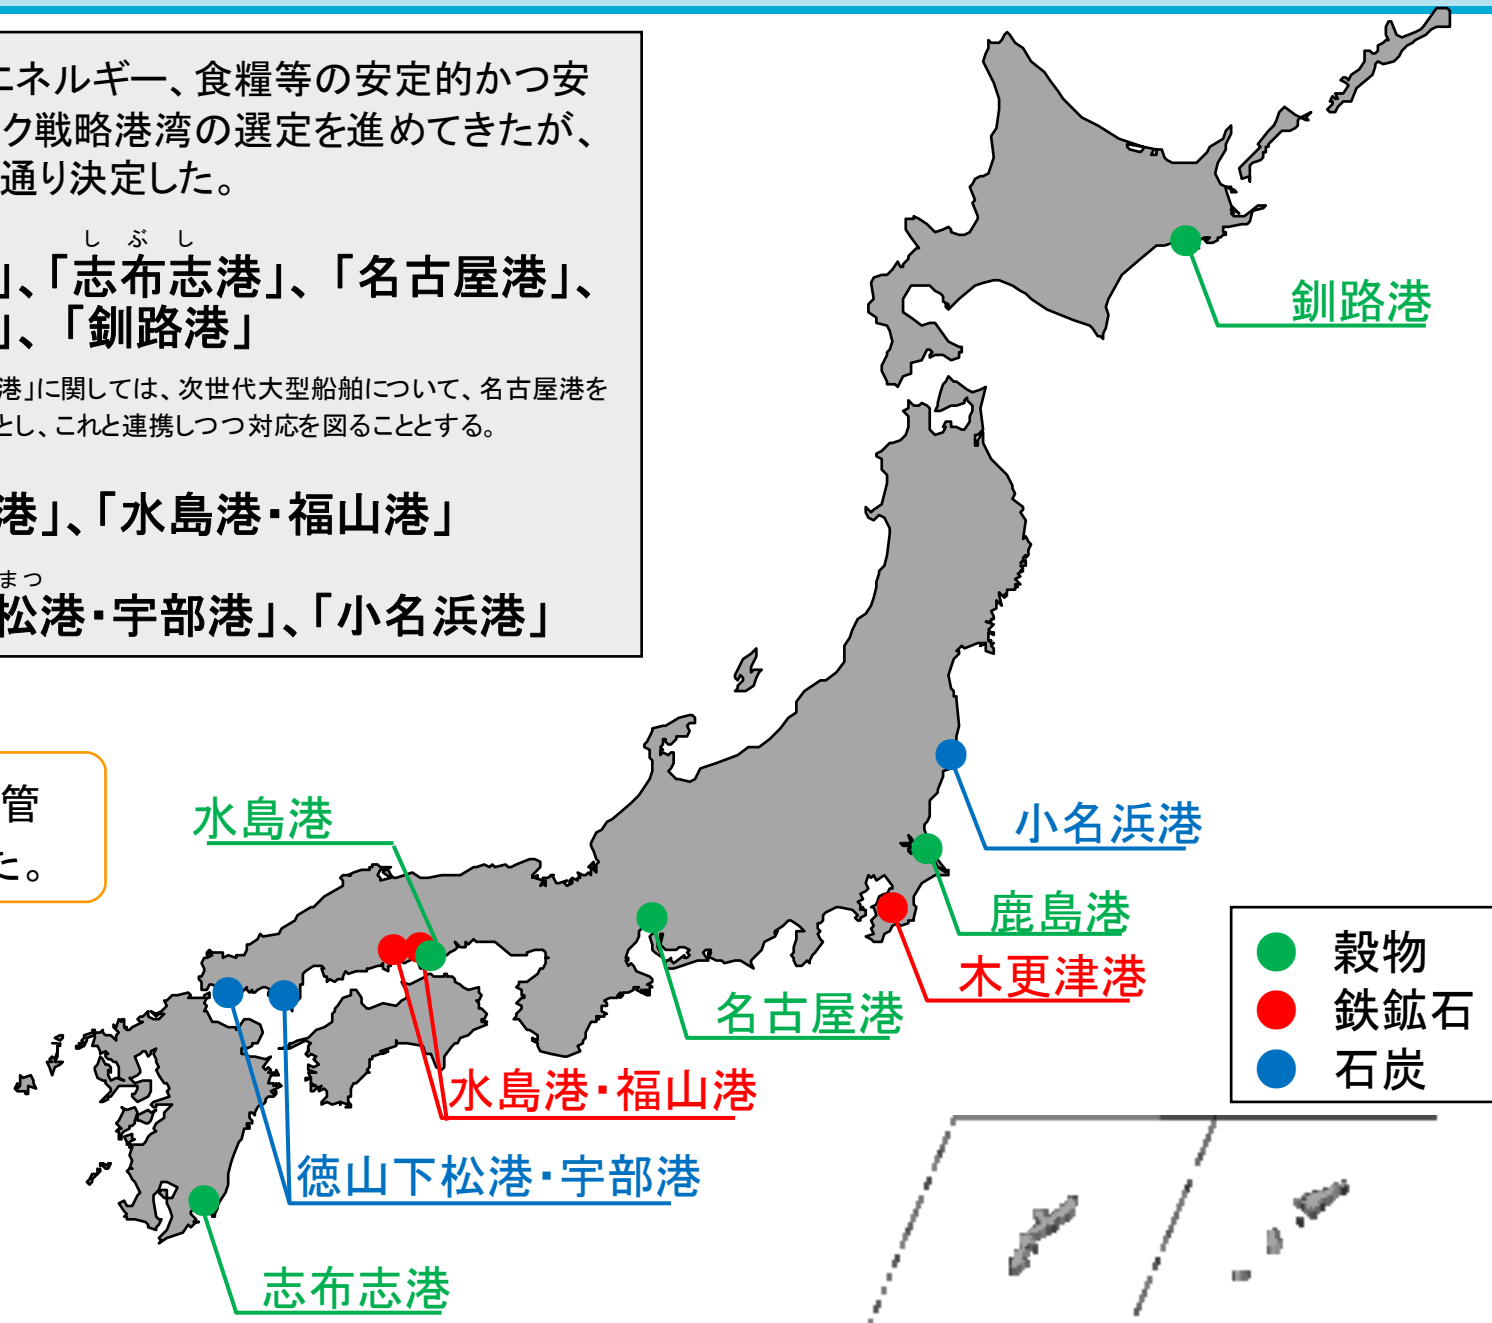 エネルギー、食糧等の安定的かつ安
ク戦略港湾の選定を進めてきたが、
通り決定した。
しぶし
」、「志布志港」、「名古屋港」、
」、「釧路港」
港」に関しては、次世代大型船舶について、名古屋港を
とし、これと連携しつつ対応を図ることとする。
港」、「水島港・福山港」
まつ
松港・宇部港」、「小名浜港」
管
た。
釧路港
水島港
小名浜港
鹿島港
木更津港
名古屋港
水島港・福山港
徳山下松港・宇部港
志布志港
穀物
鉄鉱石
石炭